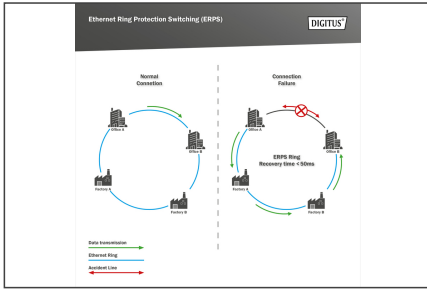 Ethernet Ring Protection Switching (ERPS)
DIGITUS®
Normal
Connetion
Connection
Failure
Office A
Office B
Factory A
Factory B
Office A
Office B
ERPS Ring
Recovery time < 50ms
Factory A
Factory B
Data transmission
Ethernet Ring
Accident Line